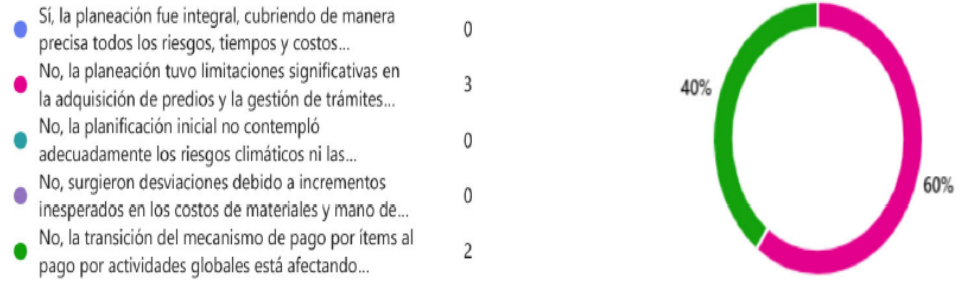 Sí, la planeación fue integral, cubriendo de manera
precisa todos los riesgos, tiempos y costos...
0
No, la planeación tuvo limitaciones significativas en
la adquisición de predios y la gestión de trámites...
3
No, la planificación inicial no contempló
adecuadamente los riesgos climáticos ni las...
0
No, surgieron desviaciones debido a incrementos
inesperados en los costos de materiales y mano de...
0
No, la transición del mecanismo de pago por ítems al
pago por actividades globales está afectando...
2
40%
60%